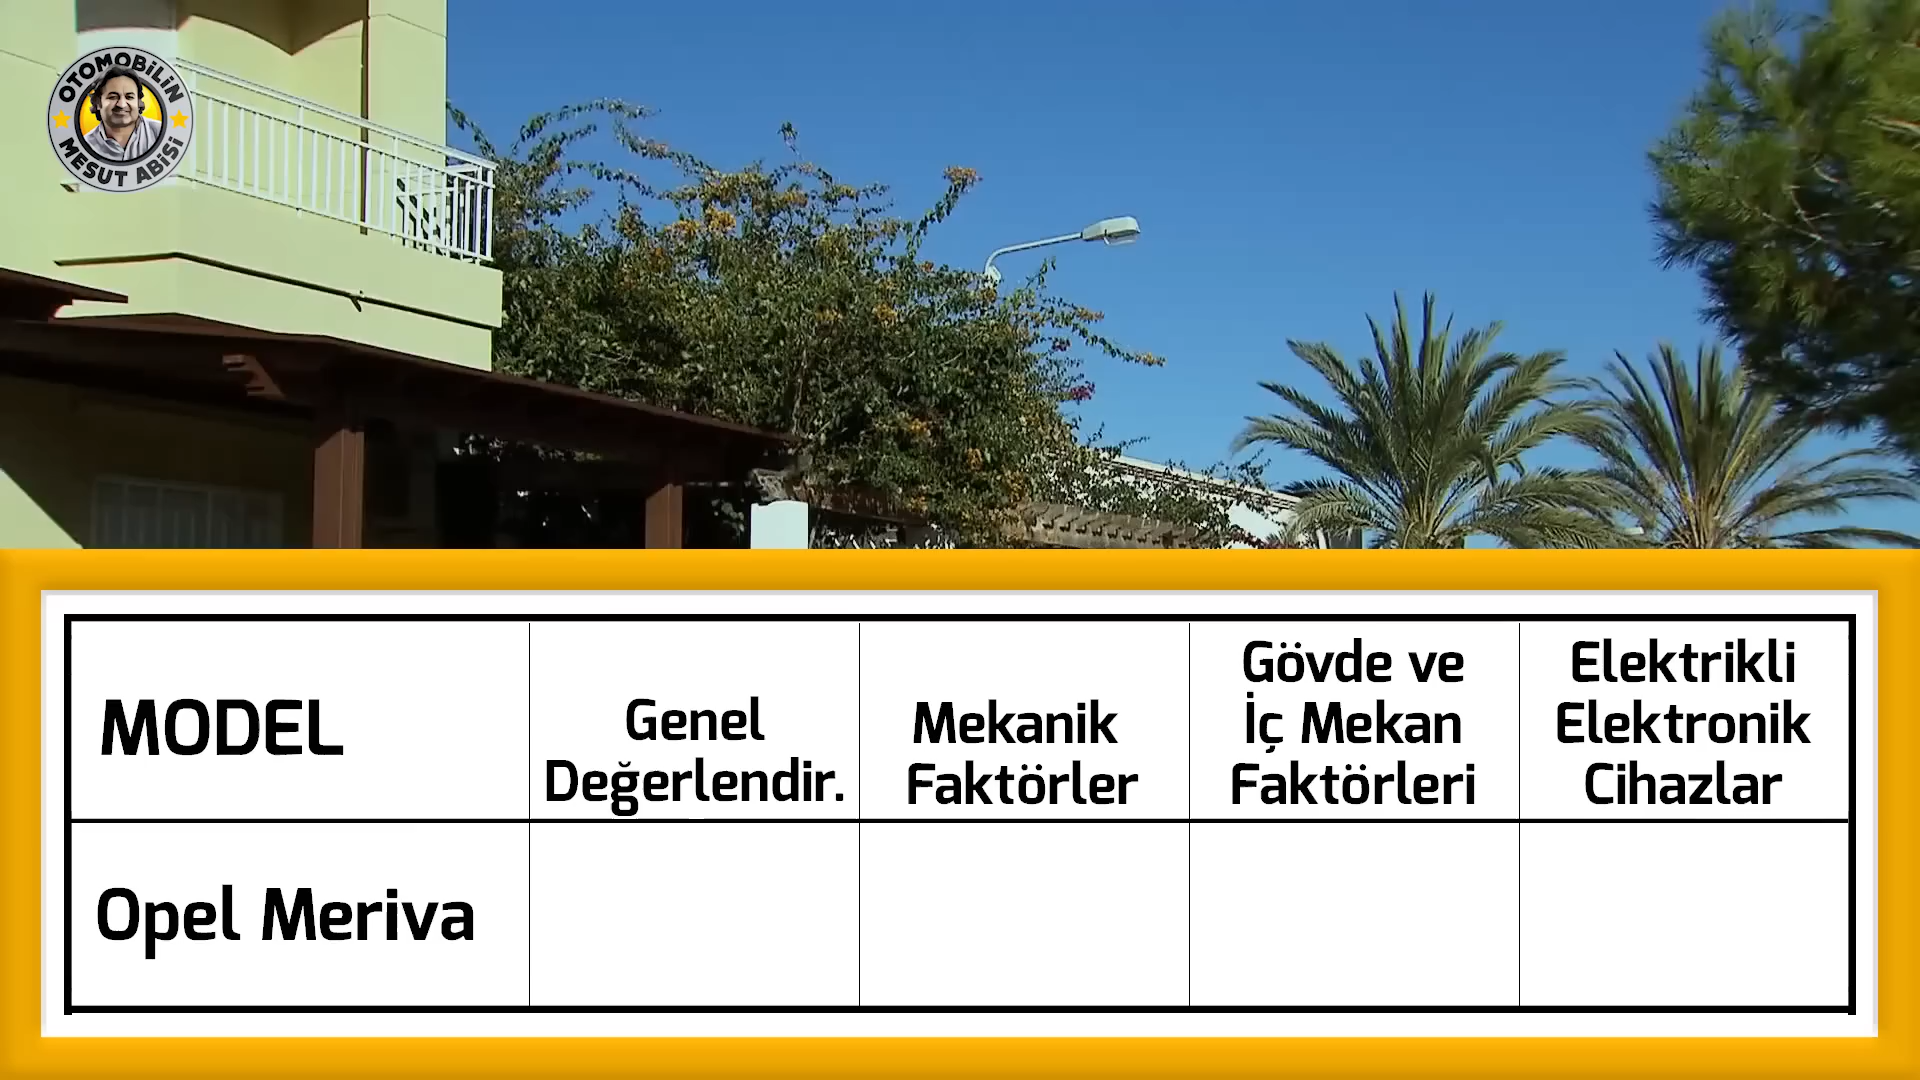 OTOMOBİLİN
MESUT ABİSİ
MODEL
Genel
Değerlendir.
Mekanik
Faktörler
Gövde ve
İç Mekan
Faktörleri
Elektrikli
Elektronik
Cihazlar
Opel Meriva